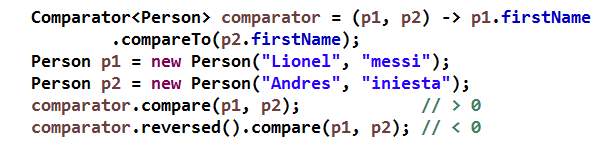 Comparator<Person> comparator = (p1, p2) -> p1.firstName
.compareTo(p2.firstName);
Person p1 = new Person("Lionel", "messi");
Person p2 = new Person("Andres", "iniesta");
comparator.compare(p1, p2); // > 0
comparator.reversed().compare(p1, p2); // < 0